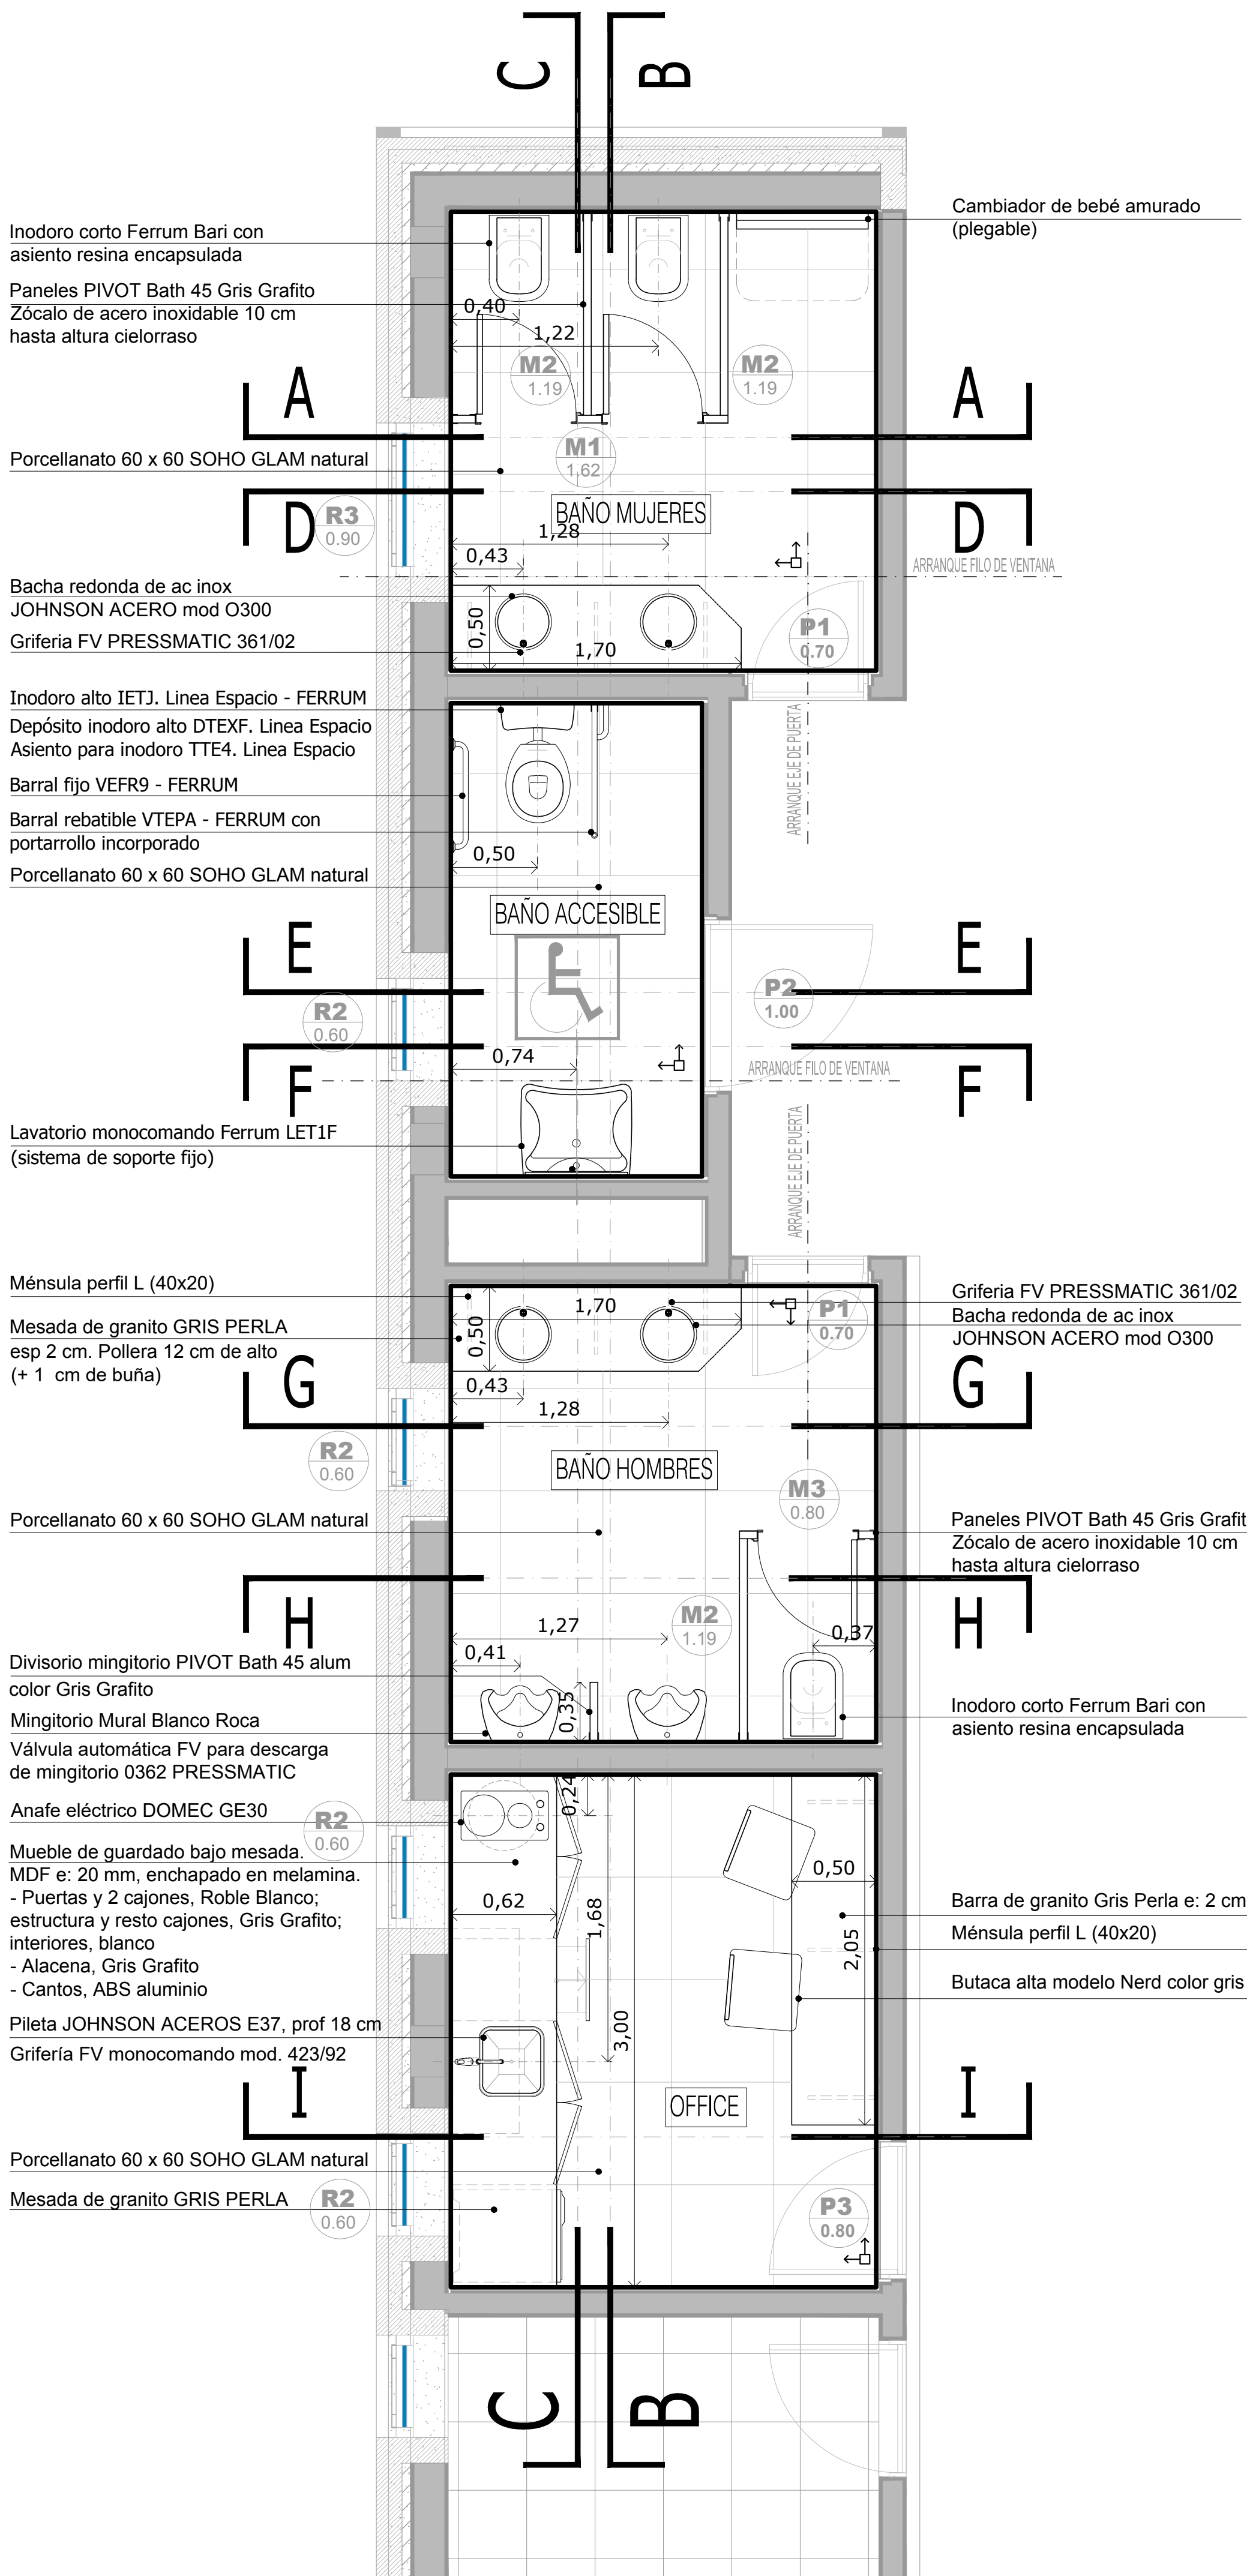 C
B
Inodoro corto Ferrum Bari con
asiento resina encapsulada
Cambiador de bebé amurado
(plegable)
Paneles PIVOT Bath 45 Gris Grafito
Zócalo de acero inoxidable 10 cm
hasta altura cielorraso
0,40
1,22
M2
1.19
M2
1.19
A
A
M1
1.62
Porcellanato 60 x 60 SOHO GLAM natural
BAÑO MUJERES
R3
0.90
D
D
1,28
0,43
ARRANQUE FILO DE VENTANA
Bacha redonda de ac inox
JOHNSON ACERO mod O300
Griferia FV PRESSMATIC 361/02
0,50
1,70
P1
0.70
Inodoro alto IETJ. Linea Espacio - FERRUM
Depósito inodoro alto DTEXF. Linea Espacio
Asiento para inodoro TTE4. Linea Espacio
ARRANQUE EJE DE PUERTA
Barral fijo VEFR9 - FERRUM
Barral rebatible VTEPA - FERRUM con
portarrollo incorporado
0,50
Porcellanato 60 x 60 SOHO GLAM natural
BAÑO ACCESIBLE
E
E
P2
1.00
R2
0.60
0,74
ARRANQUE FILO DE VENTANA
F
F
Lavatorio monocomando Ferrum LET1F
(sistema de soporte fijo)
ARRANQUE EJE DE PUERTA
Ménsula perfil L (40x20)
Mesada de granito GRIS PERLA
esp 2 cm. Pollera 12 cm de alto
(+ 1 cm de buña)
0,50
1,70
P1
0.70
Griferia FV PRESSMATIC 361/02
Bacha redonda de ac inox
JOHNSON ACERO mod O300
G
G
0,43
1,28
R2
0.60
BAÑO HOMBRES
M3
0.80
Porcellanato 60 x 60 SOHO GLAM natural
Paneles PIVOT Bath 45 Gris Grafit
Zócalo de acero inoxidable 10 cm
hasta altura cielorraso
H
H
M2
1.19
1,27
0,37
0,41
0,35
Divisorio mingitorio PIVOT Bath 45 alum
color Gris Grafito
Mingitorio Mural Blanco Roca
Válvula automática FV para descarga
de mingitorio 0362 PRESSMATIC
Inodoro corto Ferrum Bari con
asiento resina encapsulada
Anafe eléctrico DOMEC GE30
R2
0.60
0,24
Mueble de guardado bajo mesada.
MDF e: 20 mm, enchapado en melamina.
- Puertas y 2 cajones, Roble Blanco;
estructura y resto cajones, Gris Grafito;
interiores, blanco
- Alacena, Gris Grafito
- Cantos, ABS aluminio
0,62
1,68
0,50
2,05
3,00
Barra de granito Gris Perla e: 2 cm
Ménsula perfil L (40x20)
Butaca alta modelo Nerd color gris
Pileta JOHNSON ACEROS E37, prof 18 cm
Grifería FV monocomando mod. 423/92
I
I
OFFICE
Porcellanato 60 x 60 SOHO GLAM natural
Mesada de granito GRIS PERLA
R2
0.60
P3
0.80
C
B